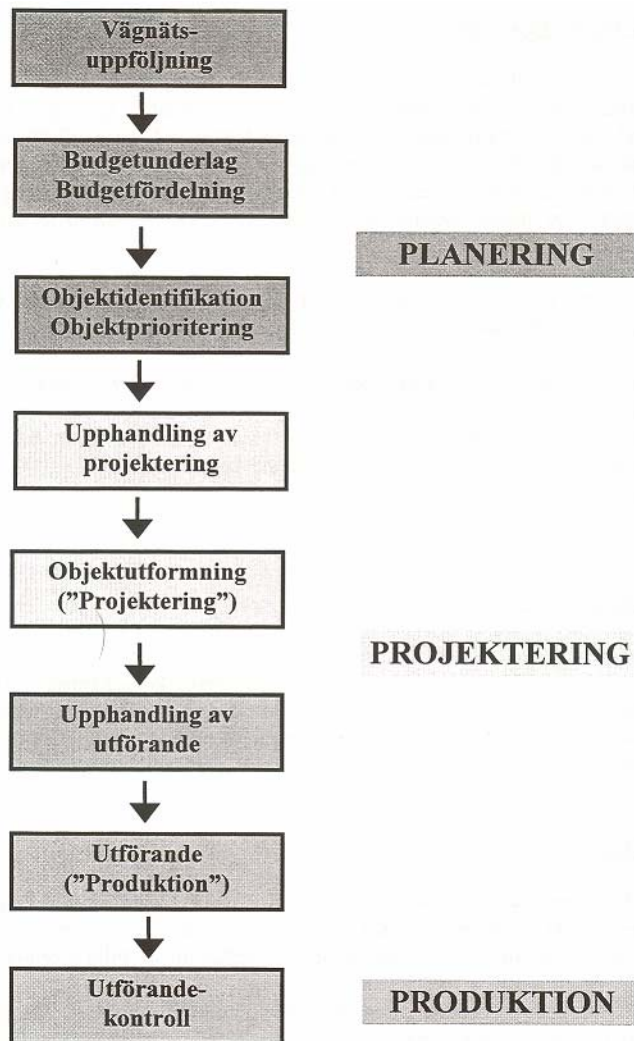 Vägnäts-
uppföljning
Budgetunderlag
Budgetfördelning
PLANERING
Objektidentifikation
Objektprioritering
Upphandling av
projektering
Objektutformning
(”Projektering”)
PROJEKTERING
Upphandling av
utförande
Utförande
(”Produktion”)
Utförande-
kontroll
PRODUKTION